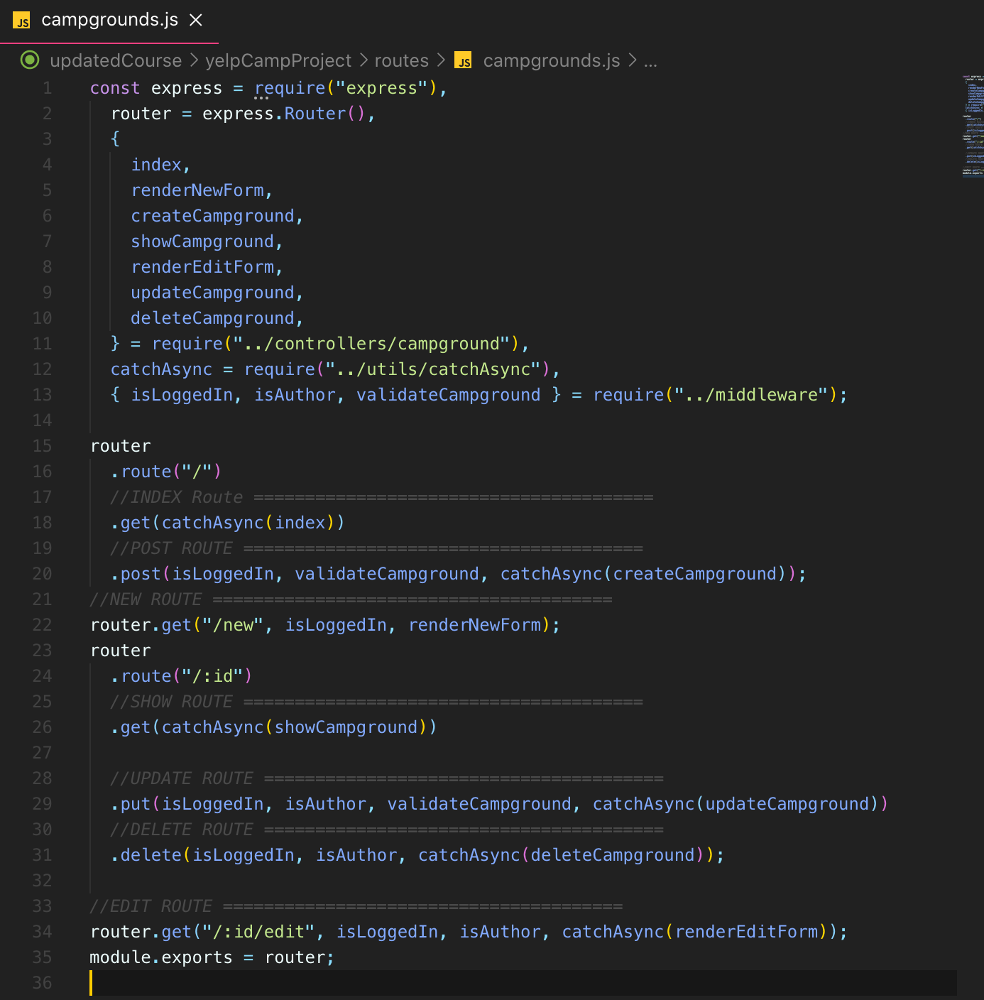 JS campgrounds.js ×
updatedCourse > yelpCampProject > routes > JS campgrounds.js > ...
1 const express = require("express"),
2   router = express.Router(),
3   {
4     index,
5     renderNewForm,
6     createCampground,
7     showCampground,
8     renderEditForm,
9     updateCampground,
10     deleteCampground,
11   } = require("../controllers/campground"),
12   catchAsync = require("../utils/catchAsync"),
13   { isLoggedIn, isAuthor, validateCampground } = require("../middleware");
14
15 router
16   .route("/")
17   //INDEX Route =======================================
18   .get(catchAsync(index))
19   //POST ROUTE =======================================
20   .post(isLoggedIn, validateCampground, catchAsync(createCampground));
21 //NEW ROUTE =======================================
22 router.get("/new", isLoggedIn, renderNewForm);
23 router
24   .route("/:id")
25   //SHOW ROUTE =======================================
26   .get(catchAsync(showCampground))
27
28   //UPDATE ROUTE =======================================
29   .put(isLoggedIn, isAuthor, validateCampground, catchAsync(updateCampground))
30   //DELETE ROUTE =======================================
31   .delete(isLoggedIn, isAuthor, catchAsync(deleteCampground));
32
33 //EDIT ROUTE =======================================
34 router.get("/:id/edit", isLoggedIn, isAuthor, catchAsync(renderEditForm));
35 module.exports = router;
36